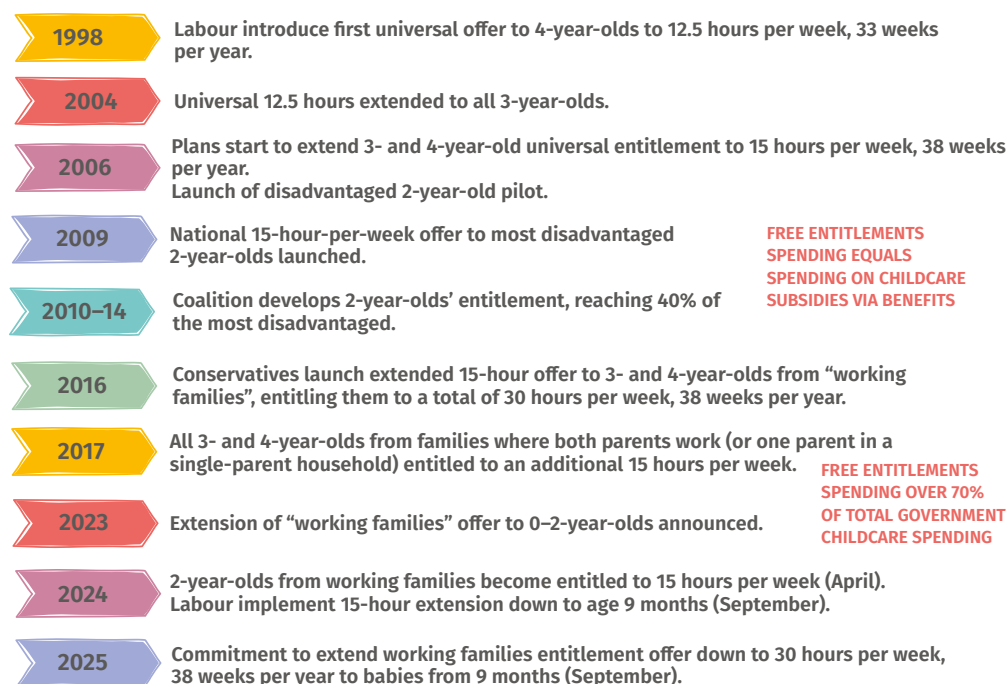 1998
Labour introduce first universal offer to 4-year-olds to 12.5 hours per week, 33 weeks
per year.
2004
Universal 12.5 hours extended to all 3-year-olds.
2006
Plans start to extend 3- and 4-year-old universal entitlement to 15 hours per week, 38 weeks
per year.
Launch of disadvantaged 2-year-old pilot.
2009
National 15-hour-per-week offer to most disadvantaged
2-year-olds launched.
FREE ENTITLEMENTS
SPENDING EQUALS
SPENDING ON CHILDCARE
SUBSIDIES VIA BENEFITS
2010–14
Coalition develops 2-year-olds’ entitlement, reaching 40% of
the most disadvantaged.
2016
Conservatives launch extended 15-hour offer to 3- and 4-year-olds from “working
families”, entitling them to a total of 30 hours per week, 38 weeks per year.
2017
All 3- and 4-year-olds from families where both parents work (or one parent in a
single-parent household) entitled to an additional 15 hours per week.
FREE ENTITLEMENTS
SPENDING OVER 70%
OF TOTAL GOVERNMENT
CHILDCARE SPENDING
2023
Extension of “working families” offer to 0–2-year-olds announced.
2024
2-year-olds from working families become entitled to 15 hours per week (April).
Labour implement 15-hour extension down to age 9 months (September).
2025
Commitment to extend working families entitlement offer down to 30 hours per week,
38 weeks per year to babies from 9 months (September).